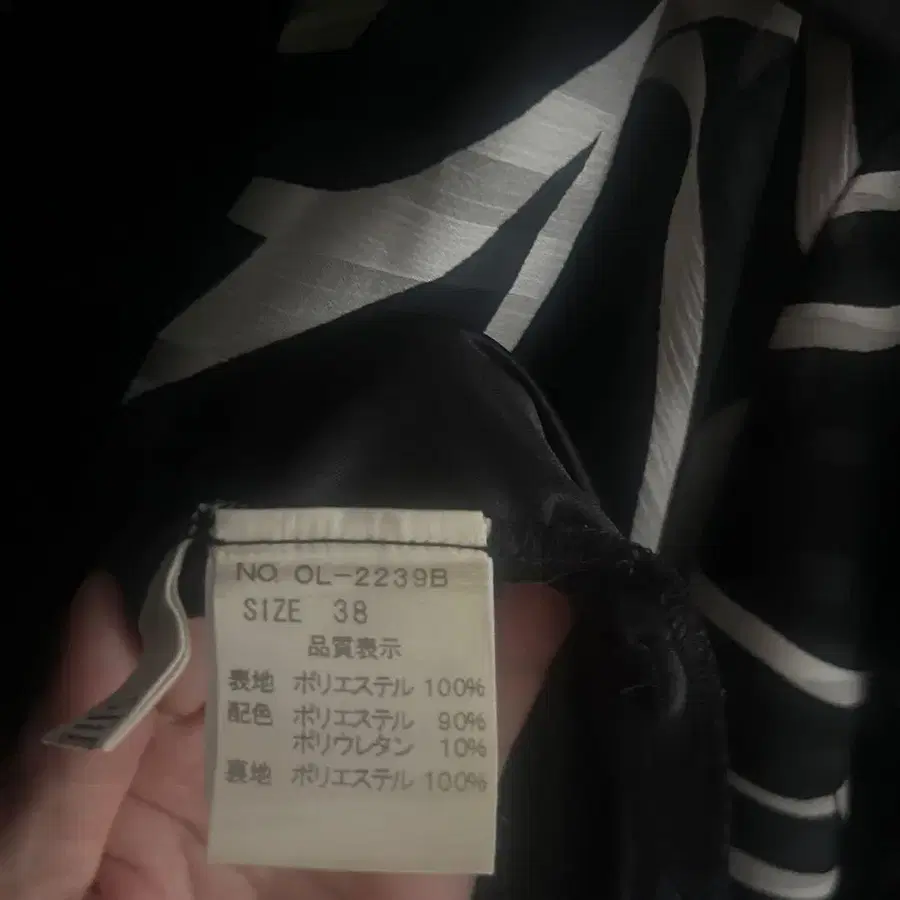 NO. OL-2239B
SIZE 38
品質表示
表地 ポリエステル 100%
配色 ポリエステル 90%
ポリウレタン 10%
裏地 ポリエステル 100%